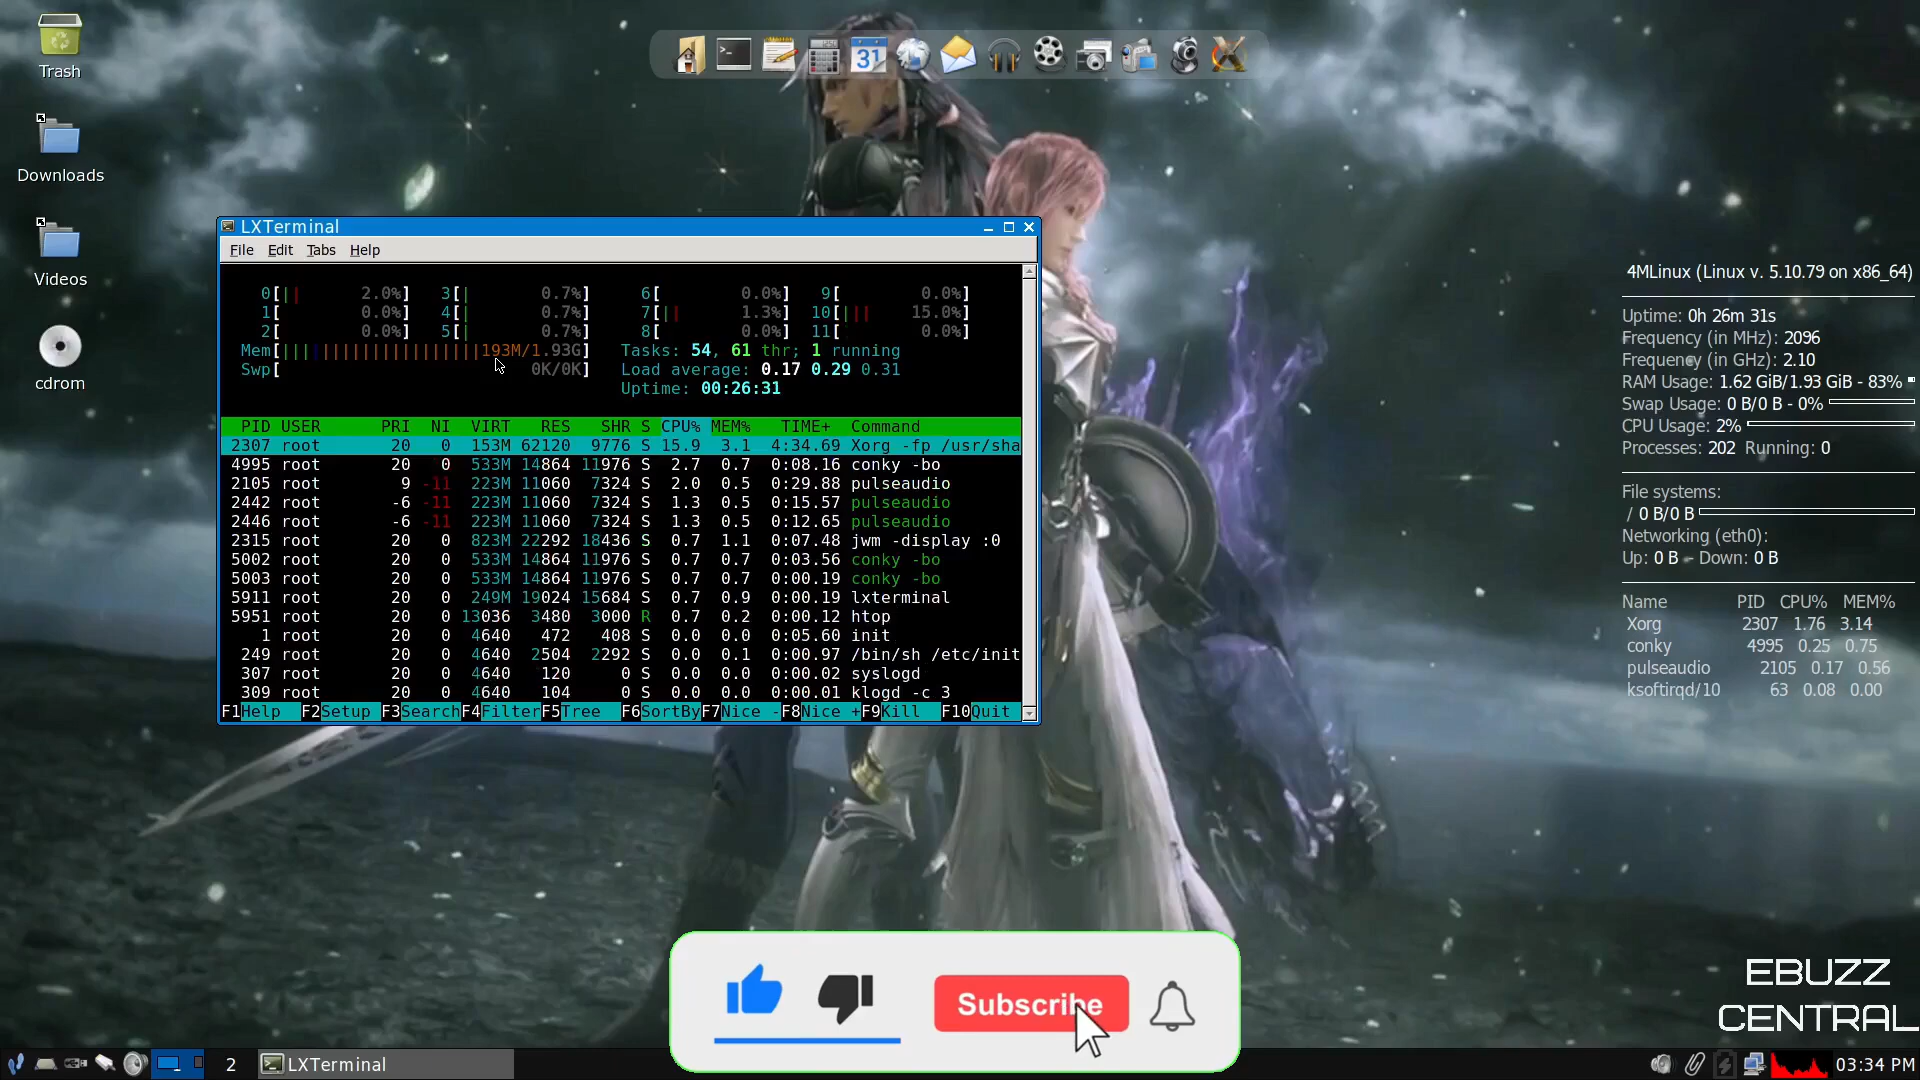 Trash
Downloads
Videos
cdrom
31
LXTerminal
File Edit Tabs Help
0[|| 2.0%] 3[| 0.7%] 6[ 0.0%] 9[ 0.0%]
1[ 0.0%] 4[| 0.7%] 7[|| 1.3%] 10[||| 15.0%]
2[ 0.0%] 5[| 0.7%] 8[ 0.0%] 11[ 0.0%]
Mem[||||||||||||||||||||193M/1.93G] Tasks: 54, 61 thr; 1 running
Swp[ 0K/0K] Load average: 0.17 0.29 0.31
Uptime: 00:26:31
PID USER PRI NI VIRT RES SHR S CPU% MEM% TIME+ Command
2307 root 20 0 153M 62120 9776 S 15.9 3.1 4:34.69 Xorg -fp /usr/sha
4995 root 20 0 533M 14864 11976 S 2.7 0.7 0:08.16 conky -bo
2105 root 9 -11 223M 11060 7324 S 2.0 0.5 0:29.88 pulseaudio
2442 root -6 -11 223M 11060 7324 S 1.3 0.5 0:15.57 pulseaudio
2446 root -6 -11 223M 11060 7324 S 1.3 0.5 0:12.65 pulseaudio
2315 root 20 0 823M 22292 18436 S 0.7 1.1 0:07.48 jwm -display :0
5002 root 20 0 533M 14864 11976 S 0.7 0.7 0:03.56 conky -bo
5003 root 20 0 533M 14864 11976 S 0.7 0.7 0:00.19 conky -bo
5911 root 20 0 249M 19024 15684 S 0.7 0.9 0:00.19 lxterminal
5951 root 20 0 13036 3480 3000 R 0.7 0.2 0:00.12 htop
1 root 20 0 4640 472 408 S 0.0 0.0 0:05.60 init
249 root 20 0 4640 2504 2292 S 0.0 0.1 0:00.97 /bin/sh /etc/init
307 root 20 0 4640 120 0 S 0.0 0.0 0:00.02 syslogd
309 root 20 0 4640 104 0 S 0.0 0.0 0:00.01 klogd -c 3
F1Help F2Setup F3SearchF4FilterF5Tree F6SortByF7Nice -F8Nice +F9Kill F10Quit
4MLinux (Linux v. 5.10.79 on x86_64)
Uptime: 0h 26m 31s
Frequency (in MHz): 2096
Frequency (in GHz): 2.10
RAM Usage: 1.62 GiB/1.93 GiB - 83%
Swap Usage: 0 B/0 B - 0%
CPU Usage: 2%
Processes: 202 Running: 0
File systems:
/ 0 B/0 B
Networking (eth0):
Up: 0 B - Down: 0 B
Name PID CPU% MEM%
Xorg 2307 1.76 3.14
conky 4995 0.25 0.75
pulseaudio 2105 0.17 0.56
ksoftirqd/10 63 0.08 0.00
Subscribe
EBUZZ
CENTRAL
2 LXTerminal 03:34 PM